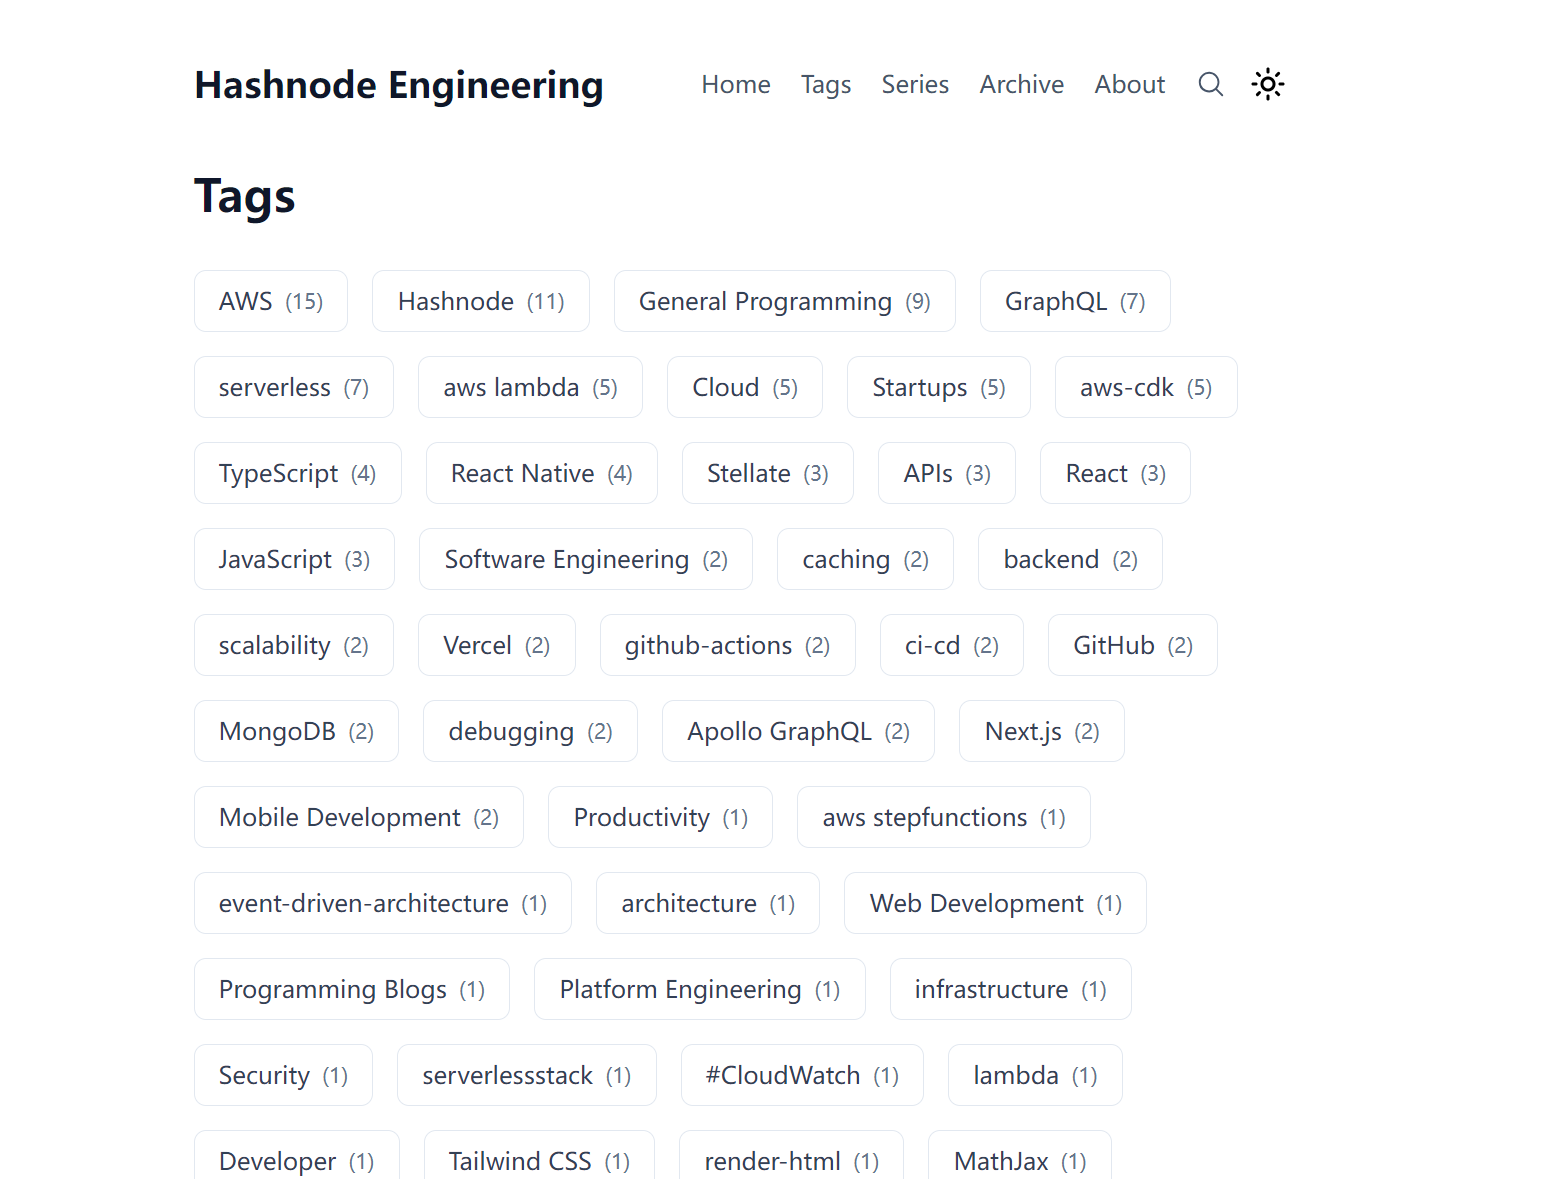 Hashnode Engineering Home Tags Series Archive About
Tags
AWS (15) Hashnode (11) General Programming (9) GraphQL (7)
serverless (7) aws lambda (5) Cloud (5) Startups (5) aws-cdk (5)
TypeScript (4) React Native (4) Stellate (3) APIs (3) React (3)
JavaScript (3) Software Engineering (2) caching (2) backend (2)
scalability (2) Vercel (2) github-actions (2) ci-cd (2) GitHub (2)
MongoDB (2) debugging (2) Apollo GraphQL (2) Next.js (2)
Mobile Development (2) Productivity (1) aws stepfunctions (1)
event-driven-architecture (1) architecture (1) Web Development (1)
Programming Blogs (1) Platform Engineering (1) infrastructure (1)
Security (1) serverlessstack (1) #CloudWatch (1) lambda (1)
Developer (1) Tailwind CSS (1) render-html (1) MathJax (1)